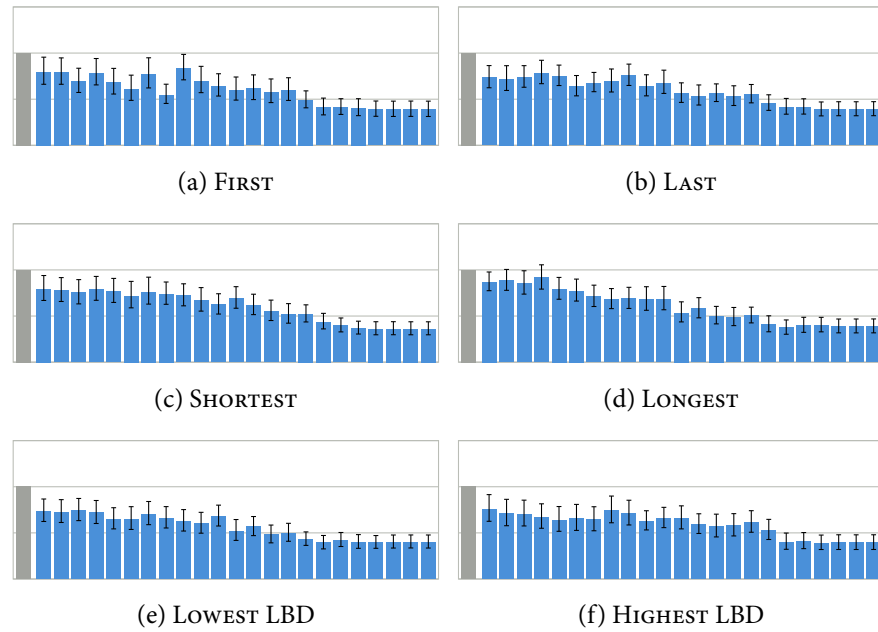 (a) First
(b) Last
(c) Shortest
(d) Longest
(e) Lowest LBD
(f) Highest LBD